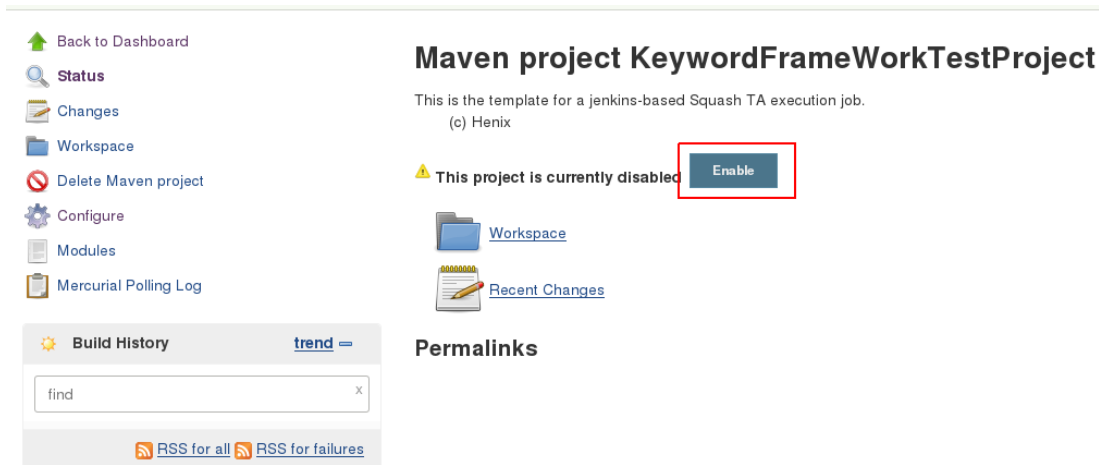 Back to Dashboard
Status
Changes
Workspace
Delete Maven project
Configure
Modules
Mercurial Polling Log
Build History trend
find x
RSS for all RSS for failures
Maven project KeywordFrameWorkTestProject
This is the template for a jenkins-based Squash TA execution job.
(c) Henix
This project is currently disabled Enable
Workspace
Recent Changes
Permalinks